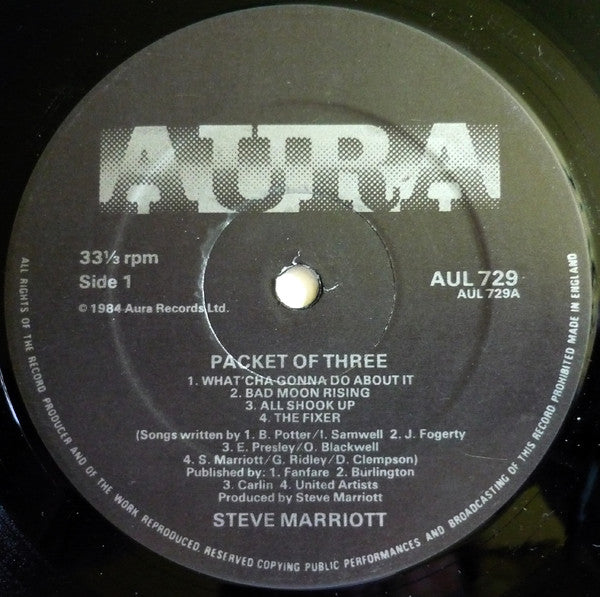 AURA
33⅓ rpm
Side 1
℗ 1984 Aura Records Ltd.
AUL 729
AUL 729A
PACKET OF THREE
1. WHAT'CHA GONNA DO ABOUT IT
2. BAD MOON RISING
3. ALL SHOOK UP
4. THE FIXER
(Songs written by 1. B. Potter/I. Samwell 2. J. Fogerty
3. E. Presley/O. Blackwell
4. S. Marriott/G. Ridley/D. Clempson)
Published by: 1. Fanfare 2. Burlington
3. Carlin 4. United Artists
Produced by Steve Marriott
STEVE MARRIOTT
ALL RIGHTS OF THE RECORD PRODUCER AND OF THE WORK REPRODUCED, RESERVED COPYING PUBLIC PERFORMANCES AND BROADCASTING OF THIS RECORD PROHIBITED MADE IN ENGLAND